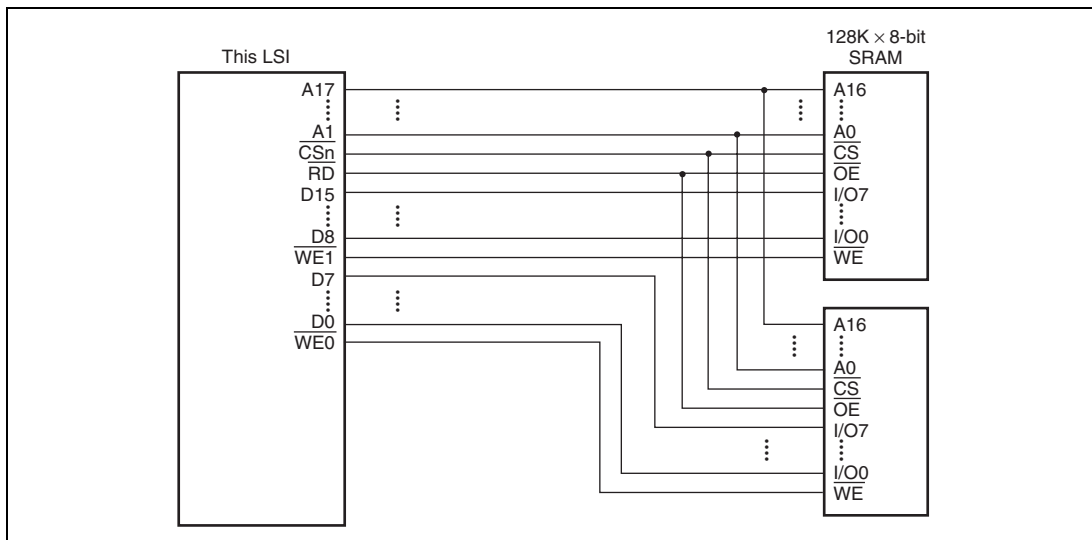 This LSI
A17
A1
CSn
RD
D15
D8
WE1
D7
D0
WE0
128K × 8-bit
SRAM
A16
A0
CS
OE
I/O7
I/O0
WE
A16
A0
CS
OE
I/O7
I/O0
WE